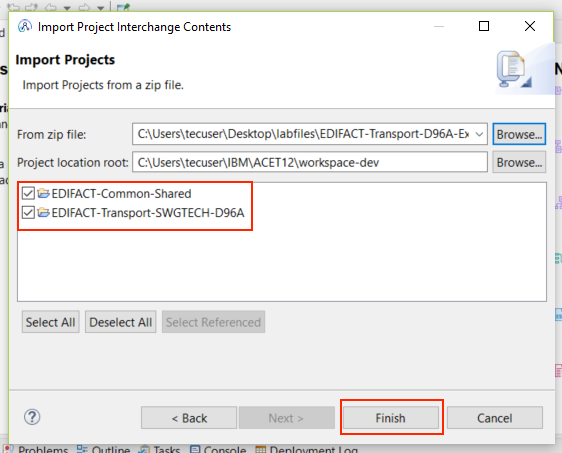 Import Project Interchange Contents
Import Projects
Import Projects from a zip file.
From zip file:
C:\Users\tecuser\Desktop\labfiles\EDIFACT-Transport-D96A-Ex
Browse...
Project location root:
C:\Users\tecuser\IBM\ACET12\workspace-dev
Browse...
EDIFACT-Common-Shared
EDIFACT-Transport-SWGTECH-D96A
Select All
Deselect All
Select Referenced
?
< Back
Next >
Finish
Cancel
Problems
Outline
Tasks
Console
Deployment Log